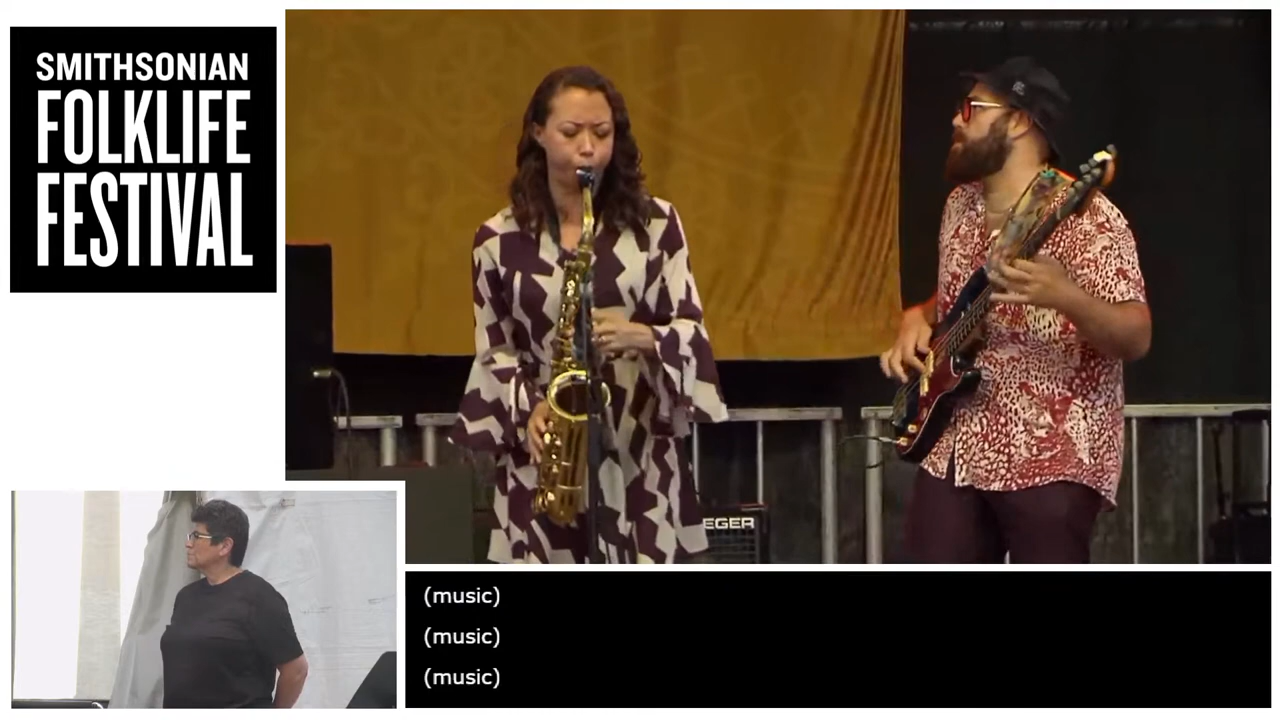 SMITHSONIAN
FOLKLIFE
FESTIVAL
EGER
(music)
(music)
(music)